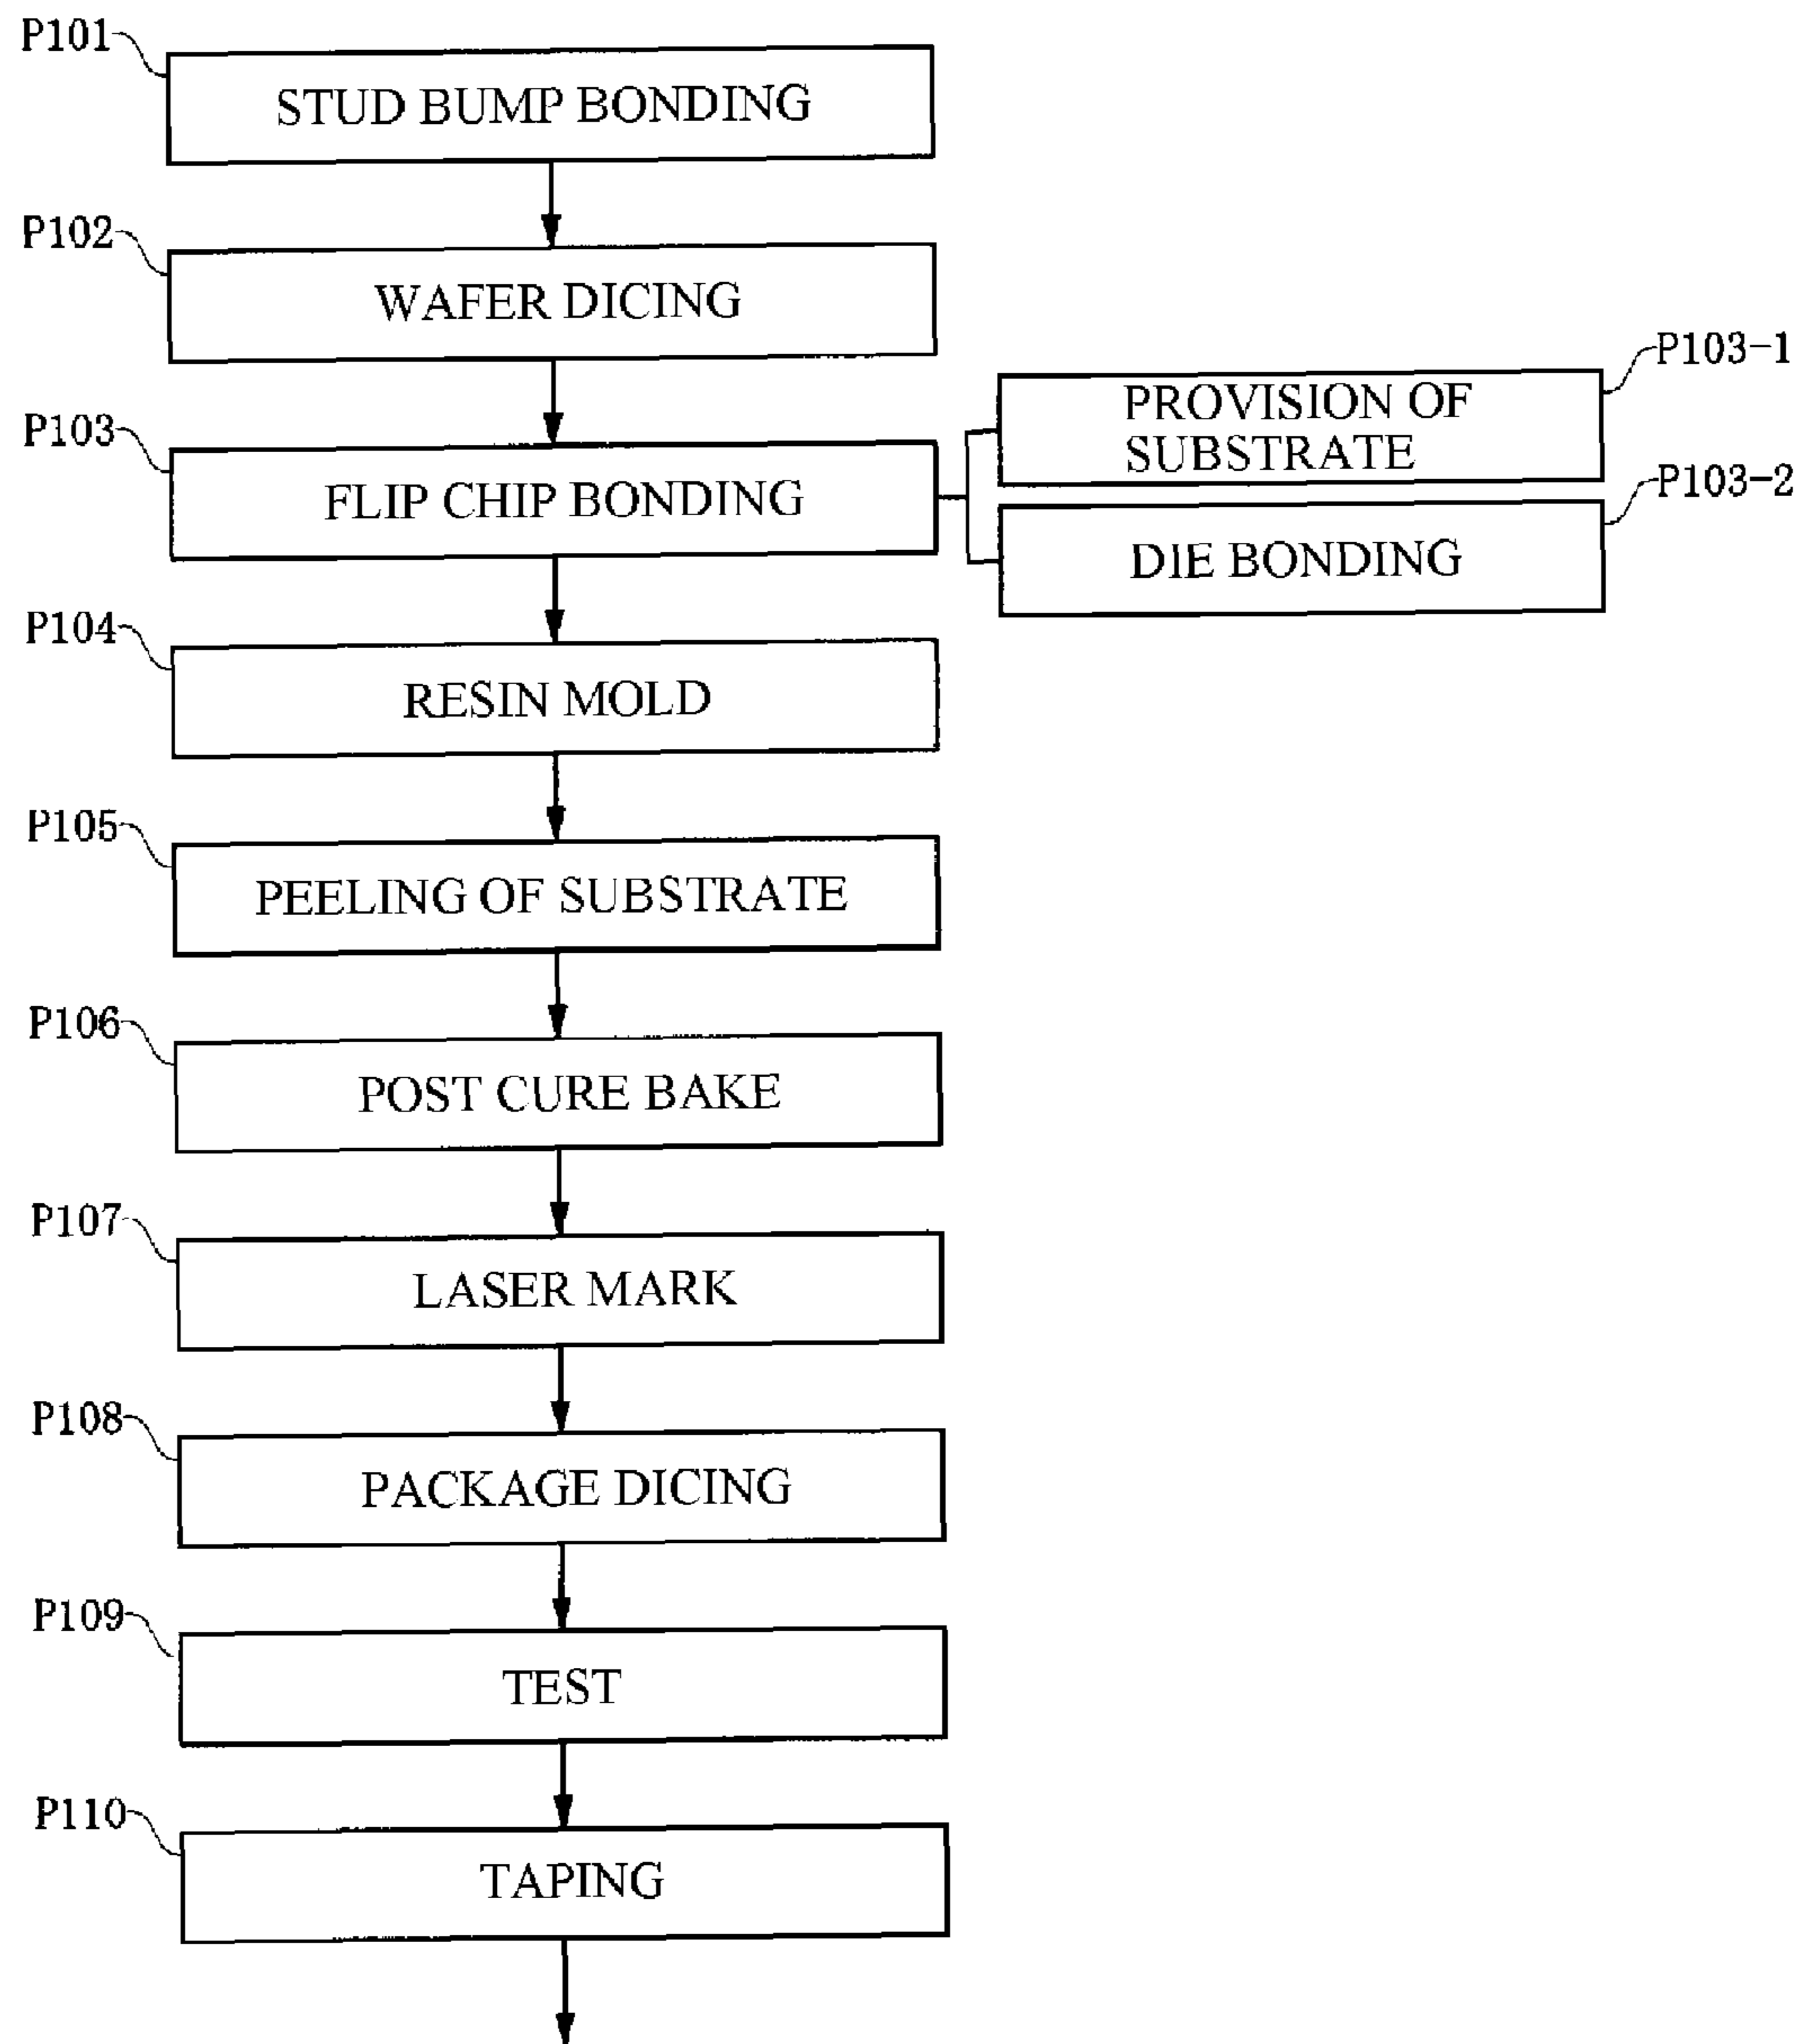 P101
STUD BUMP BONDING
P102
WAFER DICING
P103
FLIP CHIP BONDING
P103-1
PROVISION OF
SUBSTRATE
P103-2
DIE BONDING
P104
RESIN MOLD
P105
PEELING OF SUBSTRATE
P106
POST CURE BAKE
P107
LASER MARK
P108
PACKAGE DICING
P109
TEST
P110
TAPING